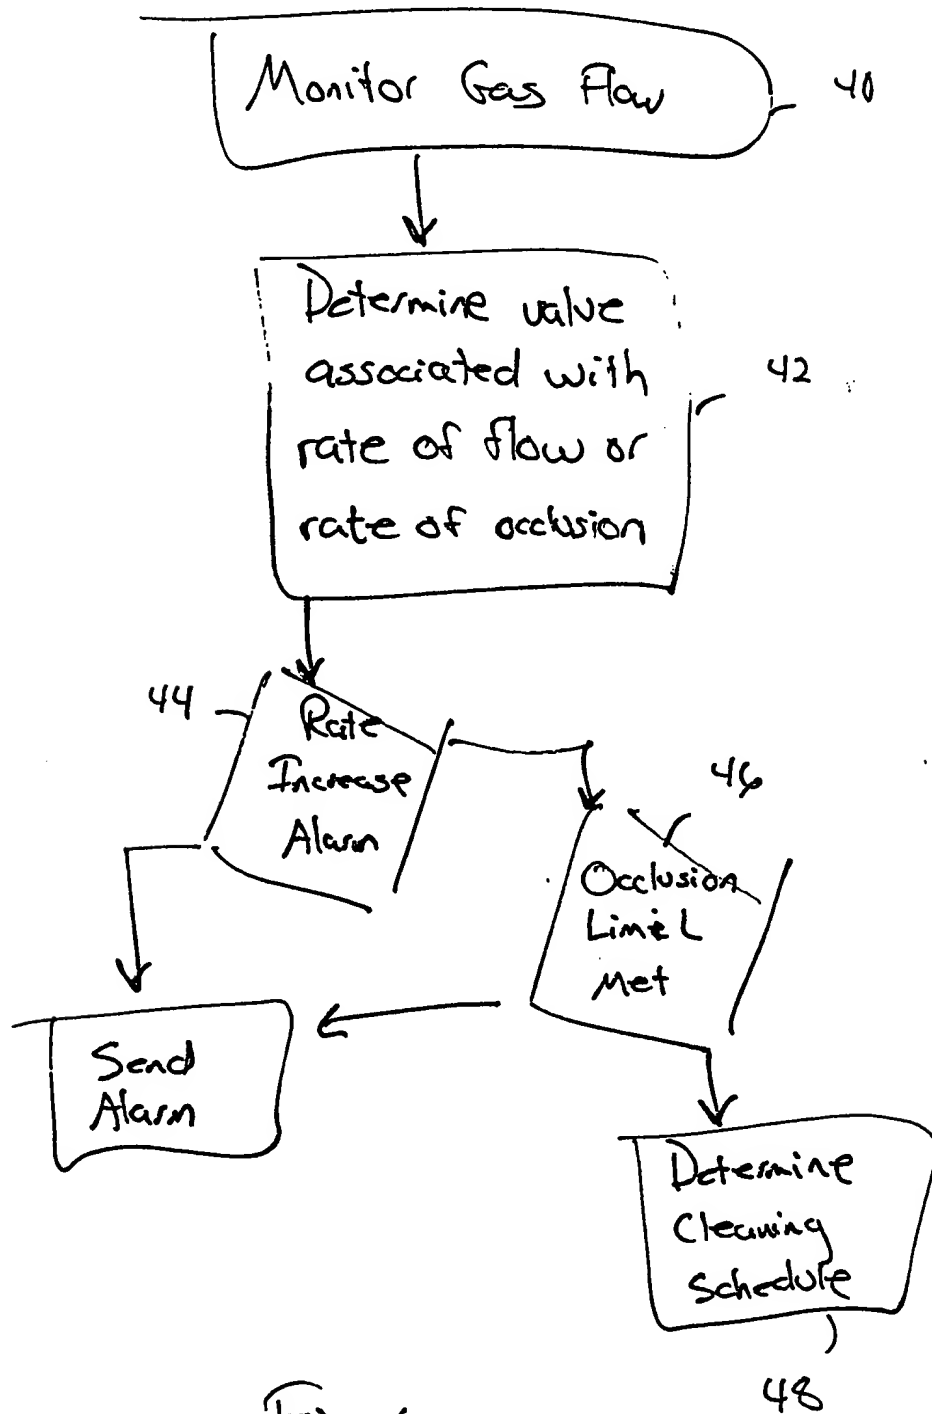 Monitor Gas Flow
40
Determine value
associated with
rate of flow or
rate of occlusion
42
44
Rate
Increase
Alarm
46
Occlusion
Limit
Met
Send
Alarm
Determine
Cleaning
Schedule
48